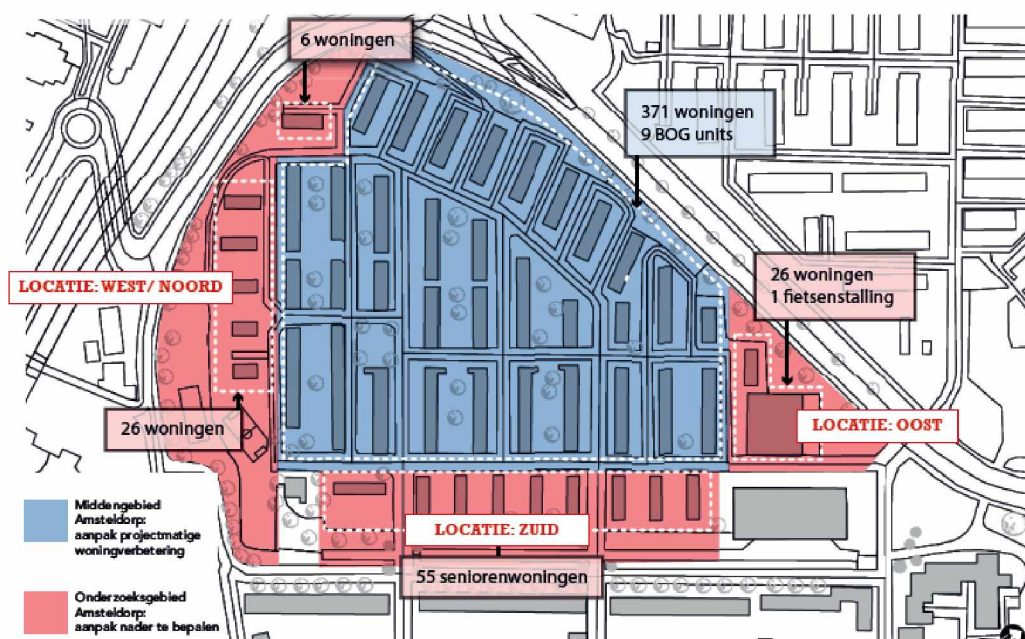 6 woningen
371 woningen
9 BOG units
26 woningen
1 fietsenstalling
LOCATIE: WEST/ NOORD
LOCATIE: OOST
26 woningen
LOCATIE: ZUID
55 seniorenwoningen
Middengebied
Amsteldorp:
aanpak projectmatige
woningverbetering
Onderzoeksgebied
Amsteldorp:
aanpak nader te bepalen